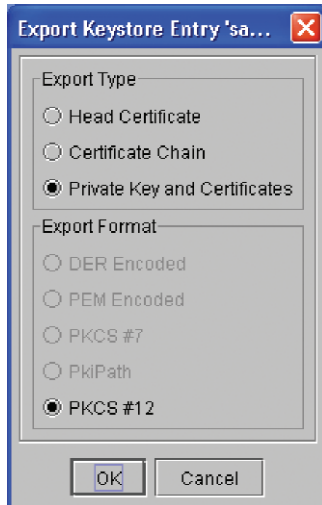 Export Keystore Entry 'sa...
Export Type
Head Certificate
Certificate Chain
Private Key and Certificates
Export Format
DER Encoded
PEM Encoded
PKCS #7
PkiPath
PKCS #12
OK
Cancel